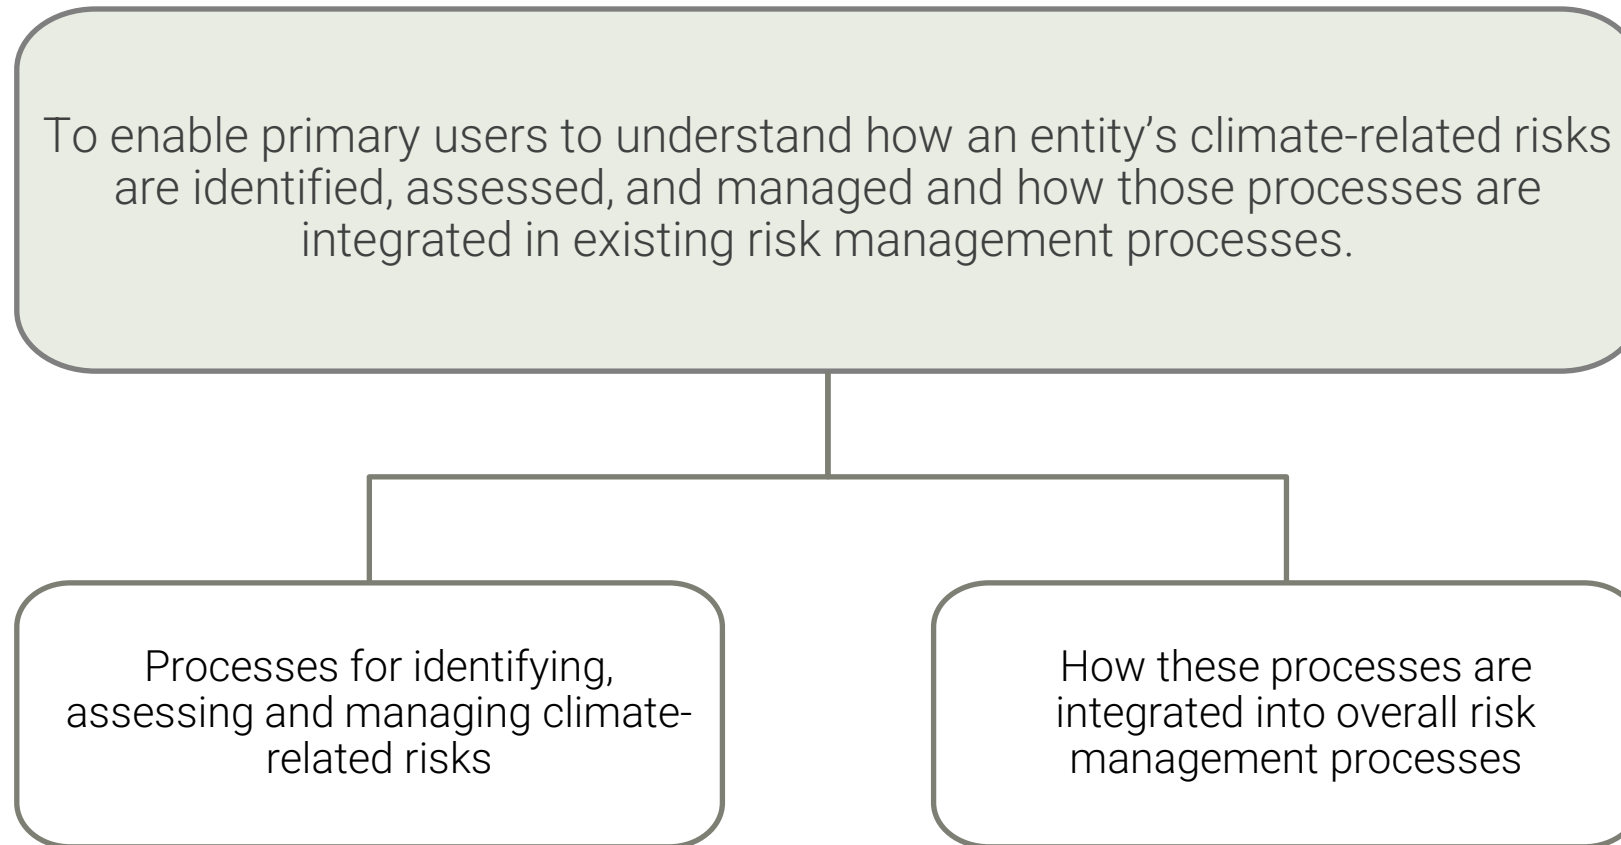 To enable primary users to understand how an entity’s climate-related risks
are identified, assessed, and managed and how those processes are
integrated in existing risk management processes.
Processes for identifying,
assessing and managing climate-
related risks
How these processes are
integrated into overall risk
management processes